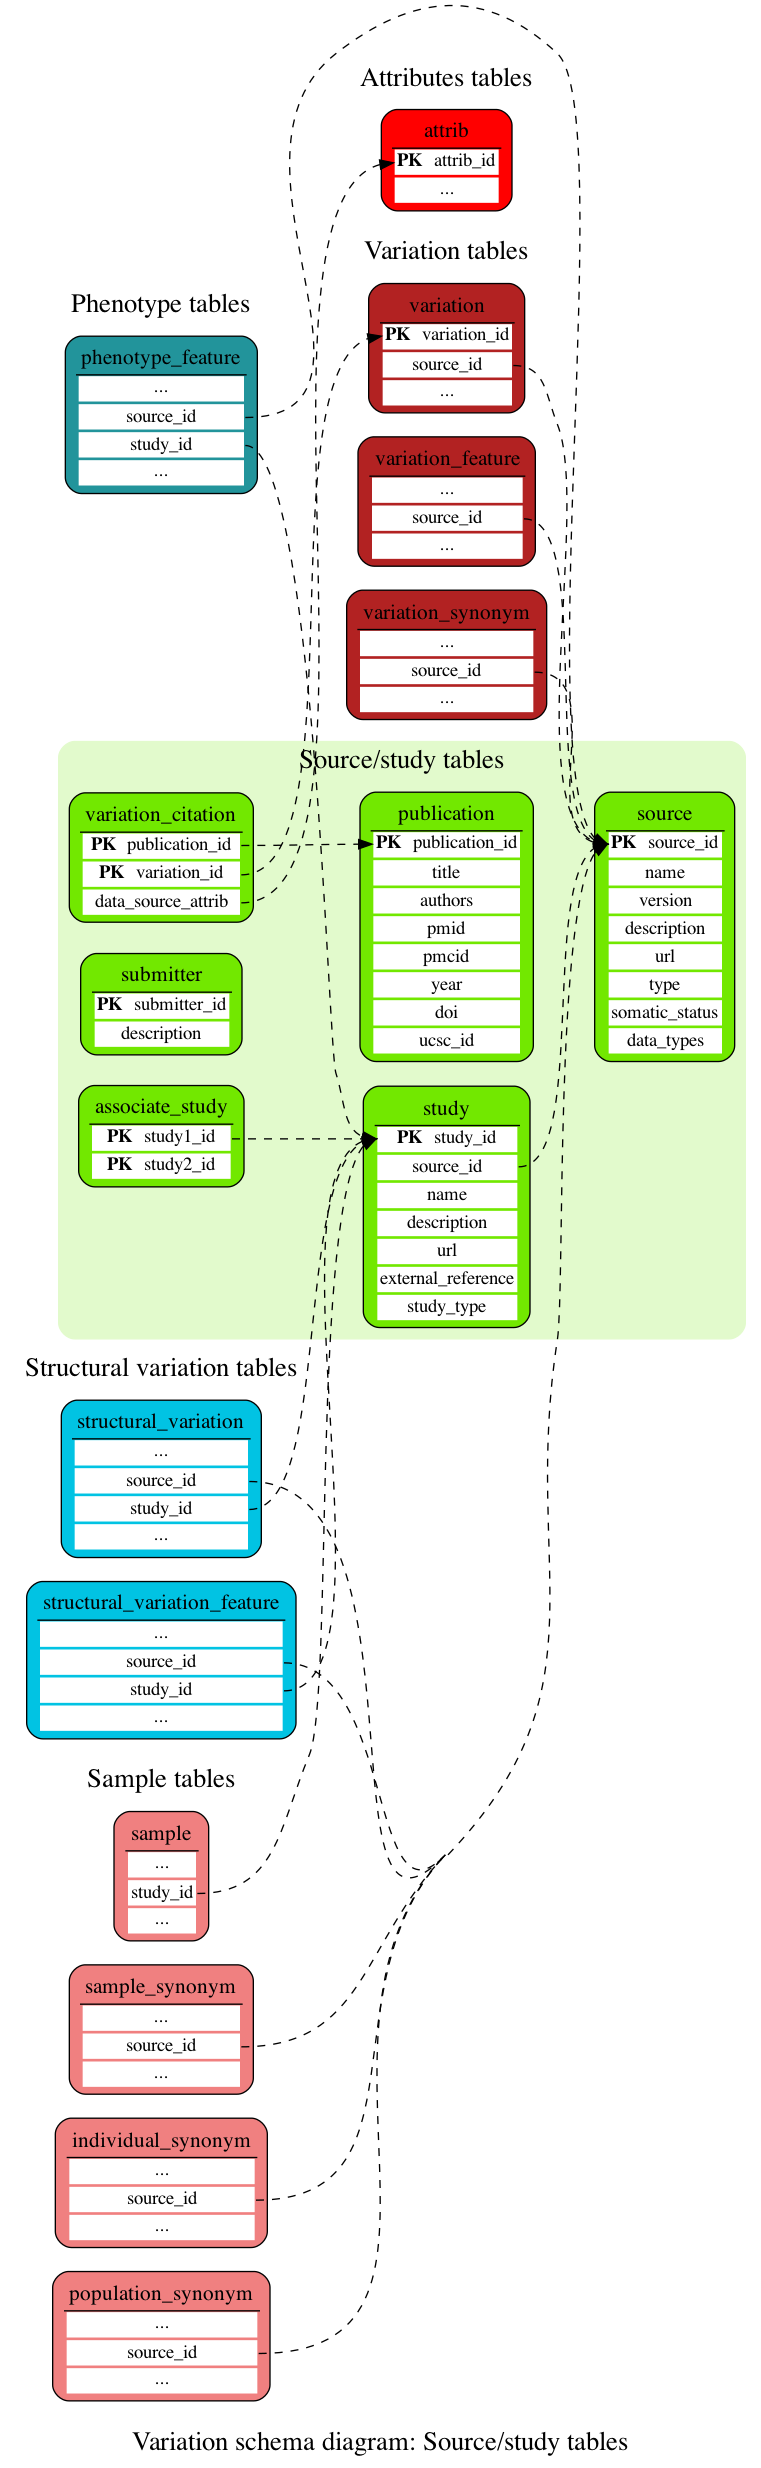 Attributes tables
attrib
PK attrib_id
...
Variation tables
variation
PK variation_id
source_id
...
Phenotype tables
phenotype_feature
...
source_id
study_id
...
variation_feature
...
source_id
...
variation_synonym
...
source_id
...
Source/study tables
variation_citation
PK publication_id
PK variation_id
data_source_attrib
publication
PK publication_id
title
authors
pmid
pmcid
year
doi
ucsc_id
source
PK source_id
name
version
description
url
type
somatic_status
data_types
submitter
PK submitter_id
description
associate_study
PK study1_id
PK study2_id
study
PK study_id
source_id
name
description
url
external_reference
study_type
Structural variation tables
structural_variation
...
source_id
study_id
...
structural_variation_feature
...
source_id
study_id
...
Sample tables
sample
...
study_id
...
sample_synonym
...
source_id
...
individual_synonym
...
source_id
...
population_synonym
...
source_id
...
Variation schema diagram: Source/study tables